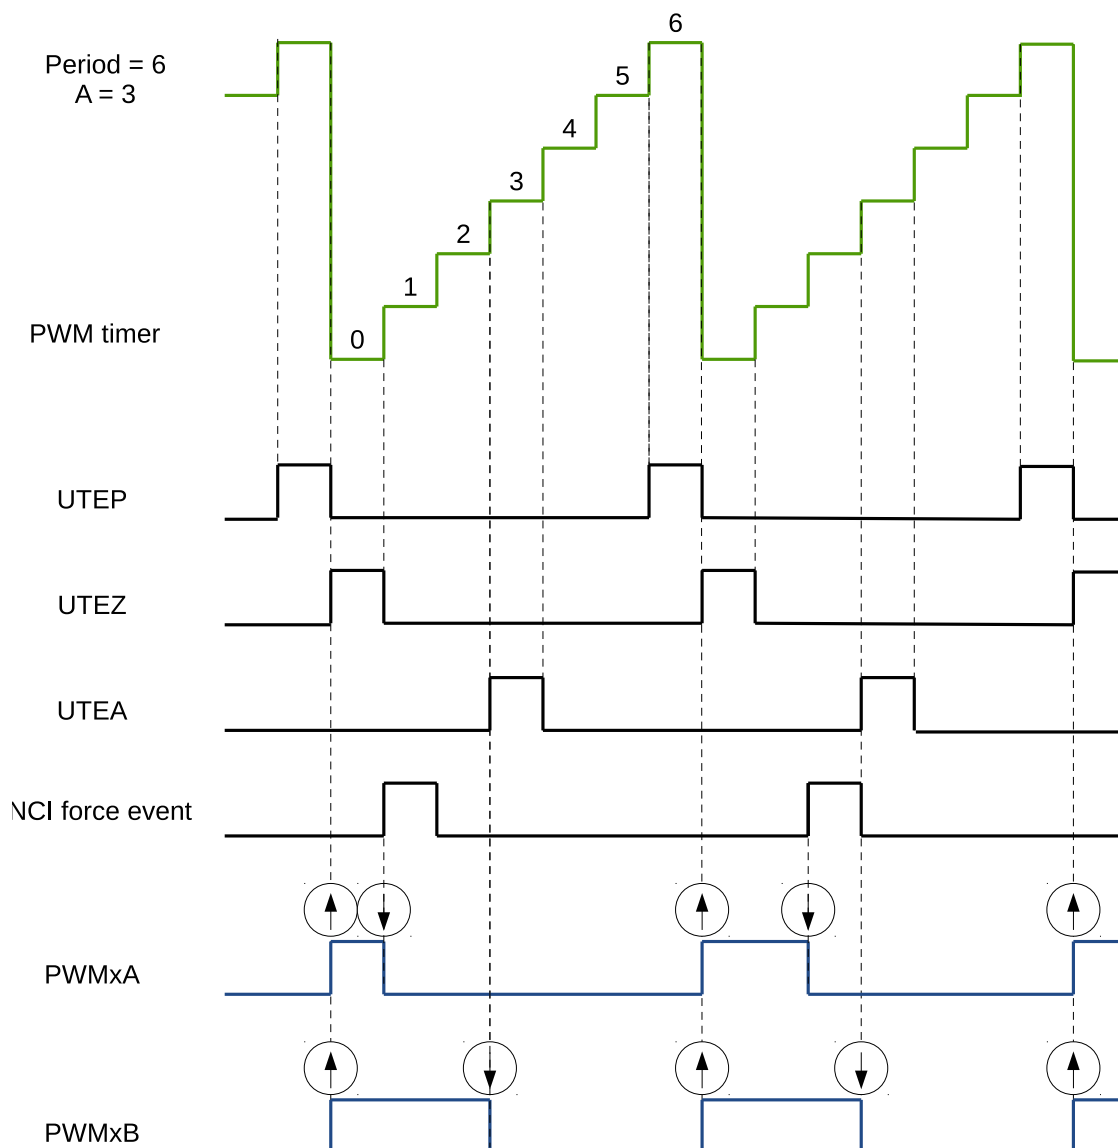 6
Period = 6
A = 3
5
4
3
2
1
0
PWM timer
UTEP
UTEZ
UTEA
NCI force event
PWMxA
PWMxB